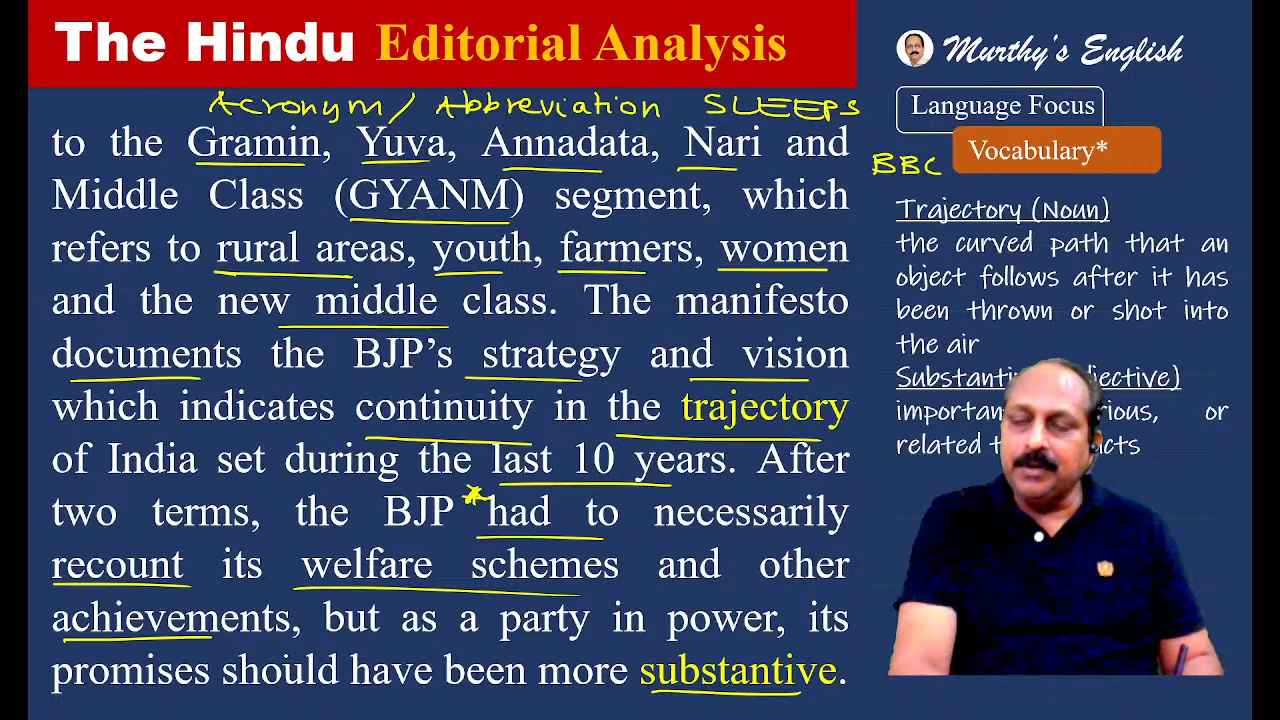 The Hindu Editorial Analysis
Murthy's English
Acronym / Abbreviation SLEEPS
Language Focus
Vocabulary*
BBC
to the Gramin, Yuva, Annadata, Nari and
Middle Class (GYANM) segment, which
refers to rural areas, youth, farmers, women
and the new middle class. The manifesto
documents the BJP’s strategy and vision
which indicates continuity in the trajectory
of India set during the last 10 years. After
two terms, the BJP *had to necessarily
recount its welfare schemes and other
achievements, but as a party in power, its
promises should have been more substantive.
Trajectory (Noun)
the curved path that an
object follows after it has
been thrown or shot into
the air